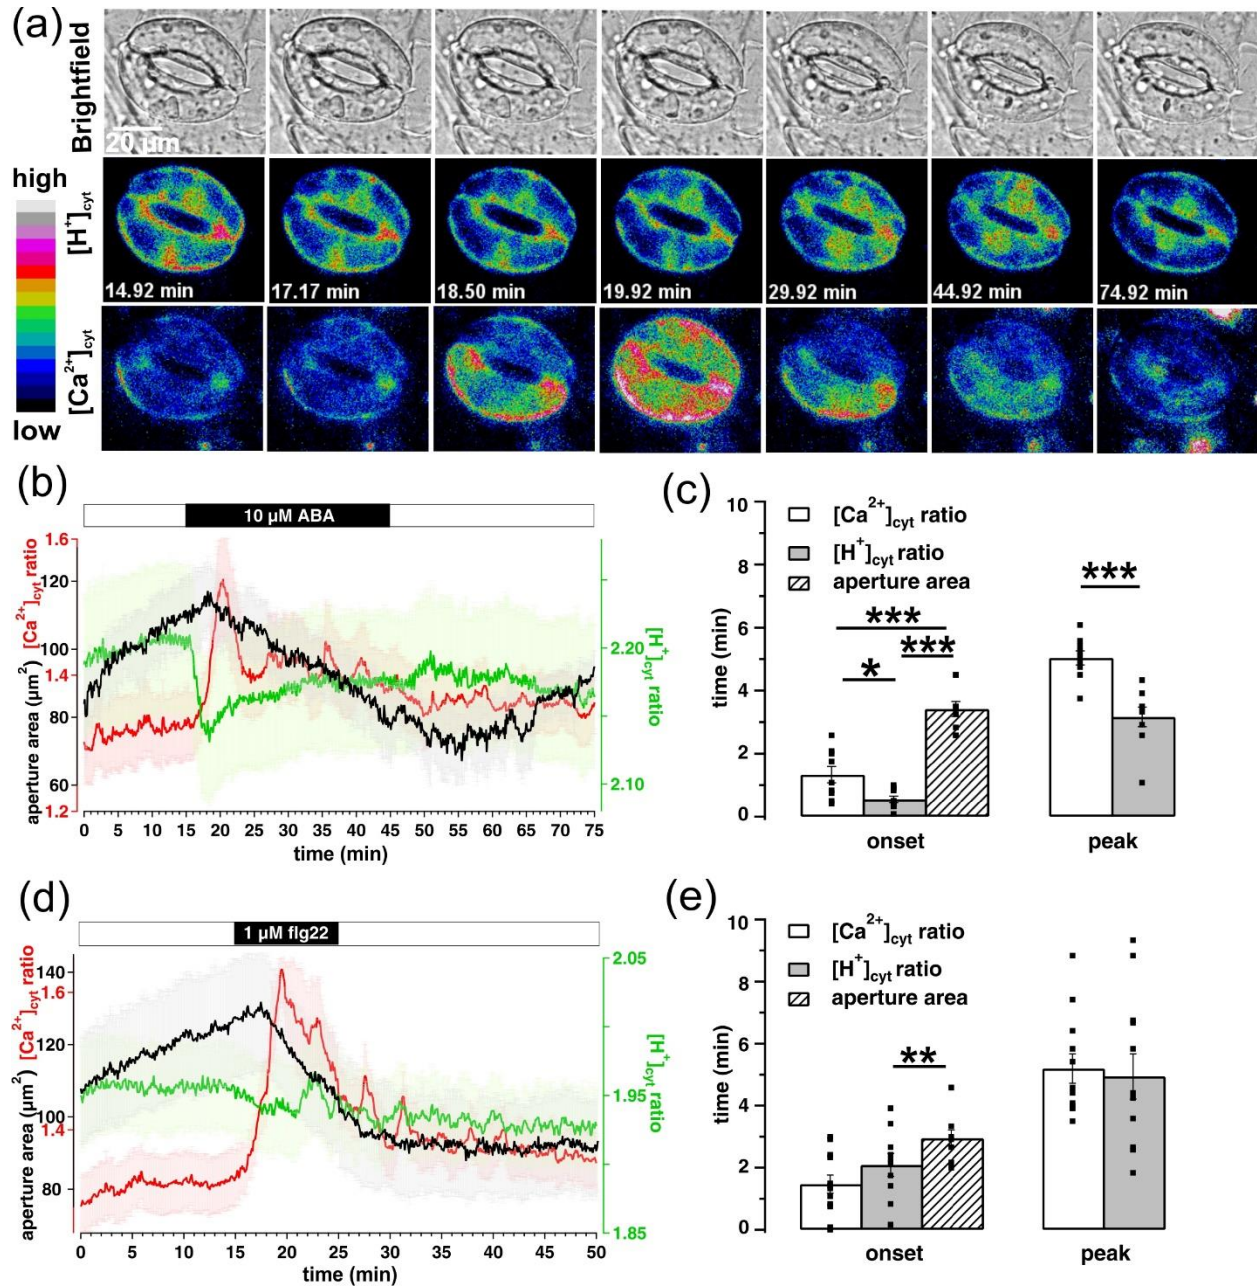 (a)
Brightfield
20 µm
high
[H⁺]cyt
14.92 min
17.17 min
18.50 min
19.92 min
29.92 min
44.92 min
74.92 min
[Ca²⁺]cyt
low
(b)
10 µM ABA
aperture area (µm²)
120
100
80
60
[Ca²⁺]cyt ratio
1.6
1.4
1.2
[H⁺]cyt ratio
2.20
2.10
0 5 10 15 20 25 30 35 40 45 50 55 60 65 70 75
time (min)
(c)
[Ca²⁺]cyt ratio
[H⁺]cyt ratio
aperture area
time (min)
10
8
6
4
2
0
***
***
*
***
onset peak
(d)
1 µM flg22
aperture area (µm²)
140
120
100
80
[Ca²⁺]cyt ratio
1.6
1.4
[H⁺]cyt ratio
2.05
1.95
1.85
0 5 10 15 20 25 30 35 40 45 50
time (min)
(e)
[Ca²⁺]cyt ratio
[H⁺]cyt ratio
aperture area
time (min)
10
8
6
4
2
0
**
onset peak